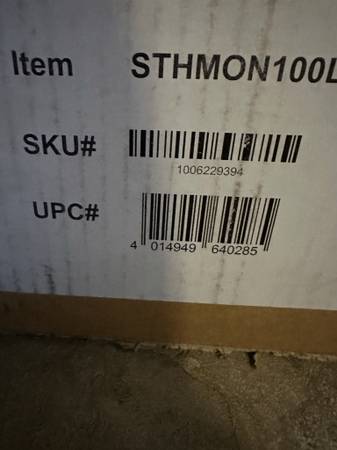 Item STHMON100L
SKU#
1006229394
UPC#
4 014949 640285